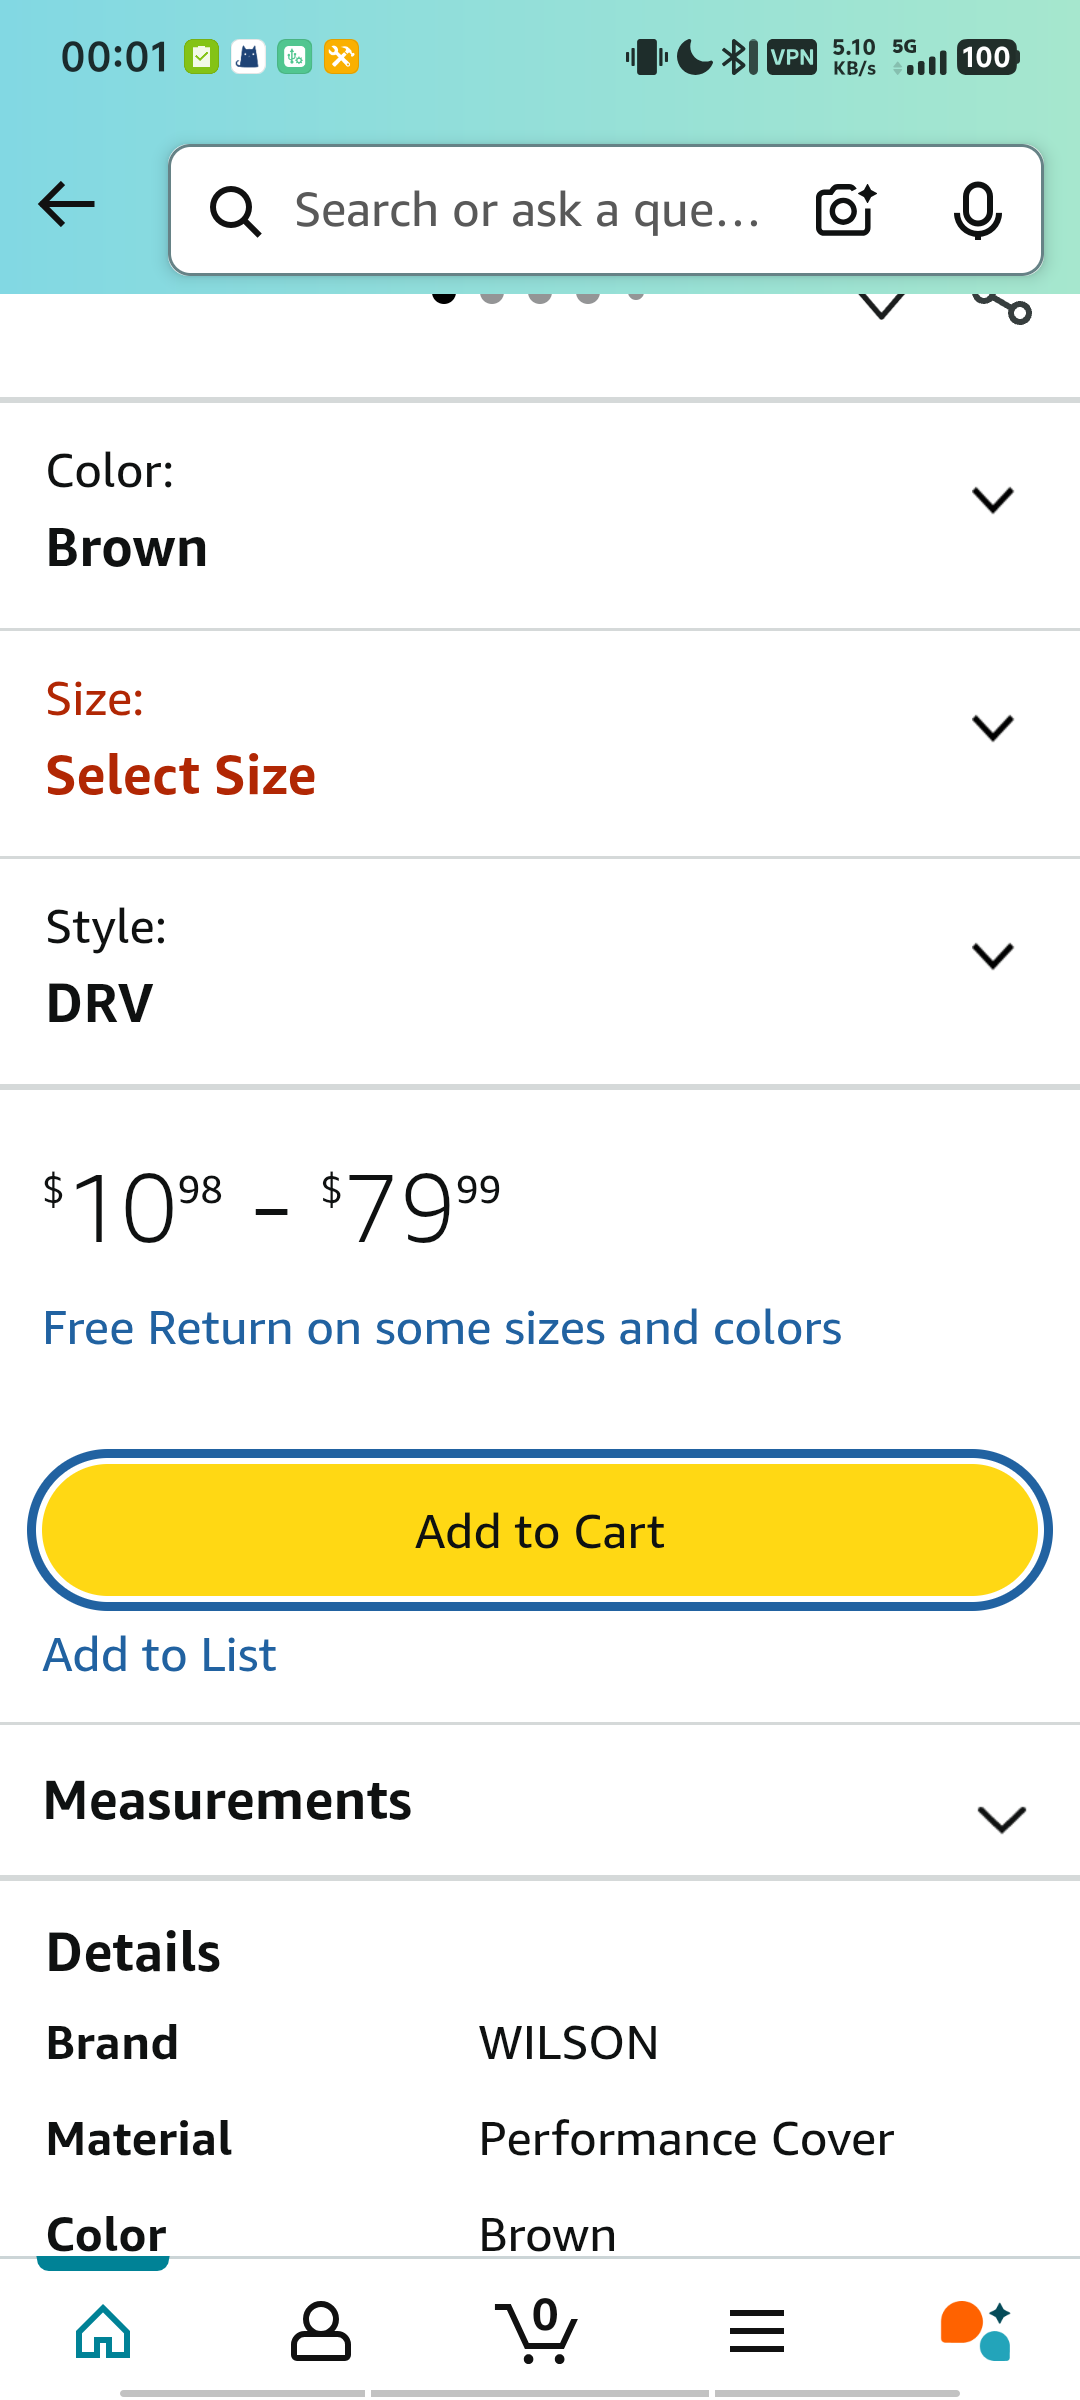 00:01
VPN
5.10
KB/s
5G
100
Search or ask a que...
Color:
Brown
Size:
Select Size
Style:
DRV
$10.98 - $79.99
Free Return on some sizes and colors
Add to Cart
Add to List
Measurements
Details
Brand WILSON
Material Performance Cover
Color Brown
0